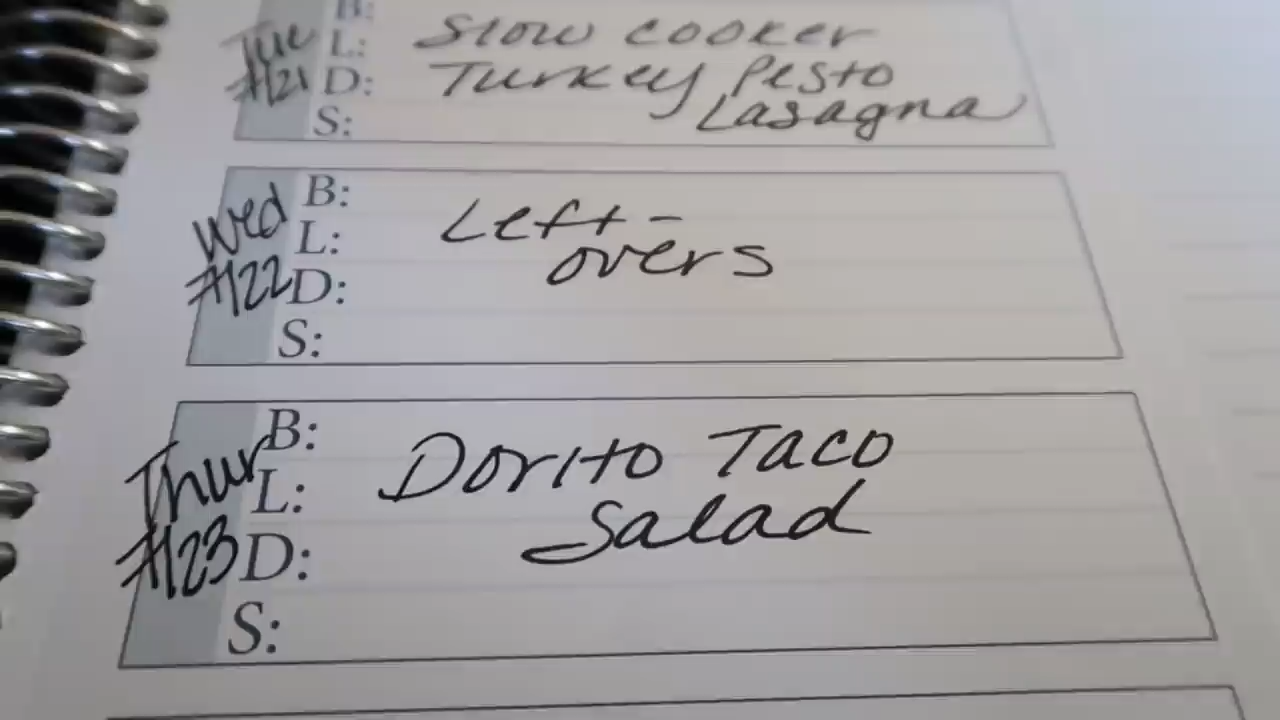 B:
Tue L: Slow cooker
#121 D: Turkey Pesto
Lasagna
S:
B:
Wed L: Left-
overs
#122 D:
S:
B:
Thur L: Dorito Taco
Salad
#123 D:
S: